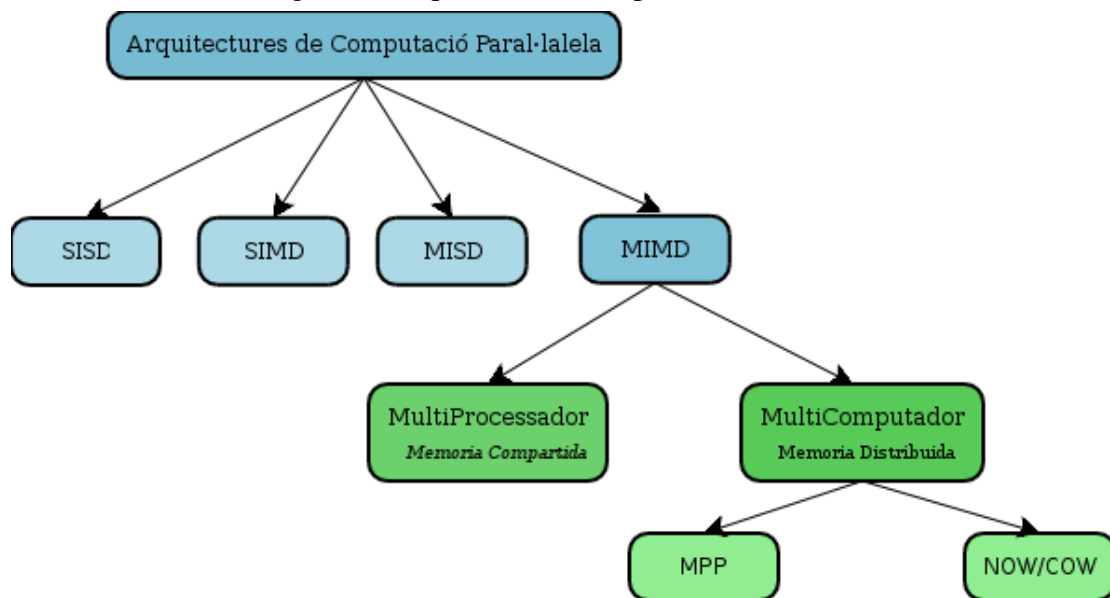 Arquitectures de Computació Paral·lalela
SISD
SIMD
MISD
MIMD
MultiProcessador
Memoria Compartida
MultiComputador
Memoria Distribuida
MPP
NOW/COW